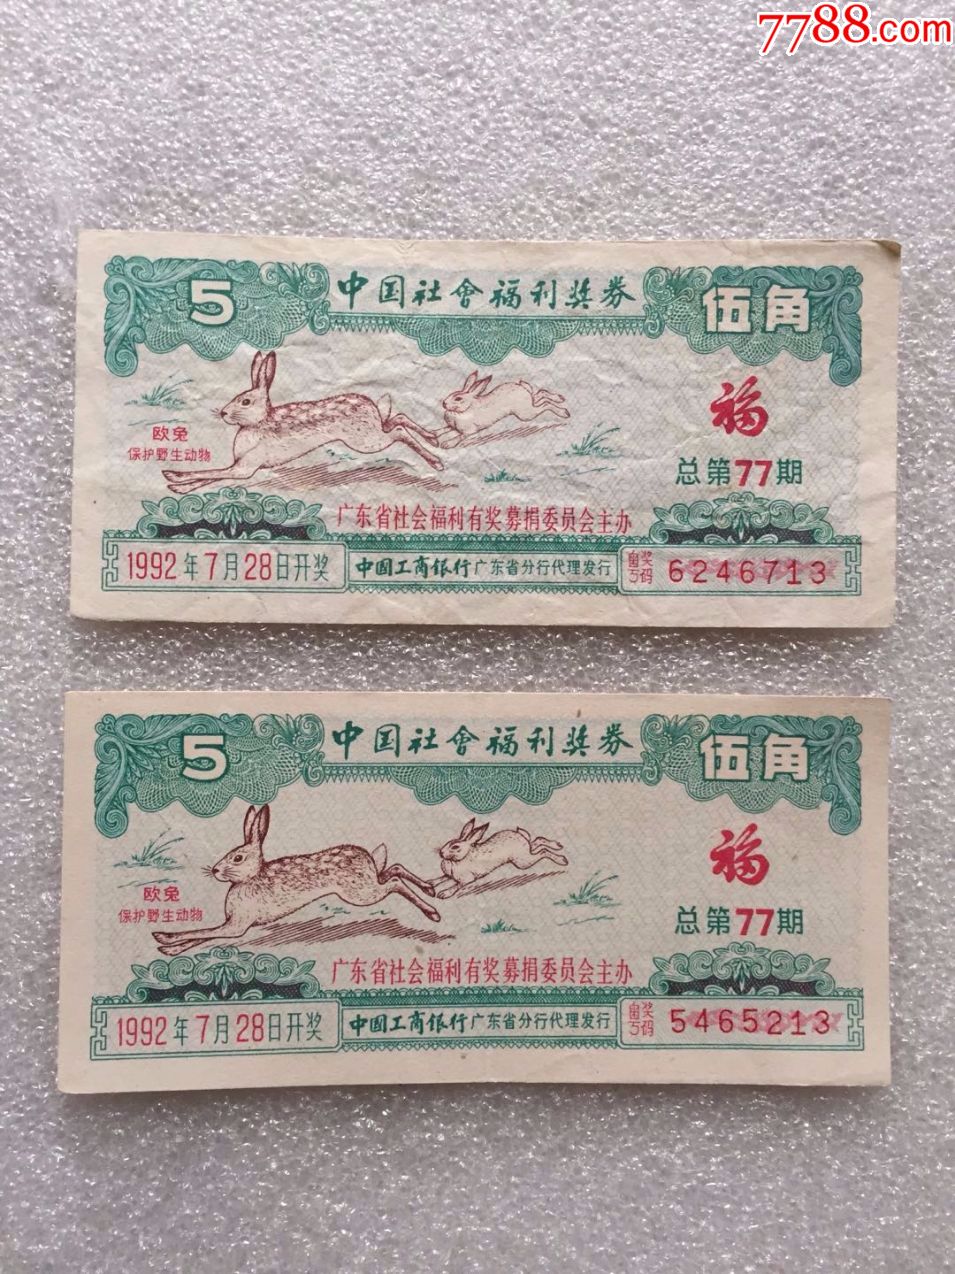 7788.com
5 中国社會福利奖券 伍角
福
欧兔
保护野生动物
总第77期
广东省社会福利有奖募捐委员会主办
1992年7月28日开奖 中国工商银行广东省分行代理发行 奖码 6246713
5 中国社會福利奖券 伍角
福
欧兔
保护野生动物
总第77期
广东省社会福利有奖募捐委员会主办
1992年7月28日开奖 中国工商银行广东省分行代理发行 奖码 5465213